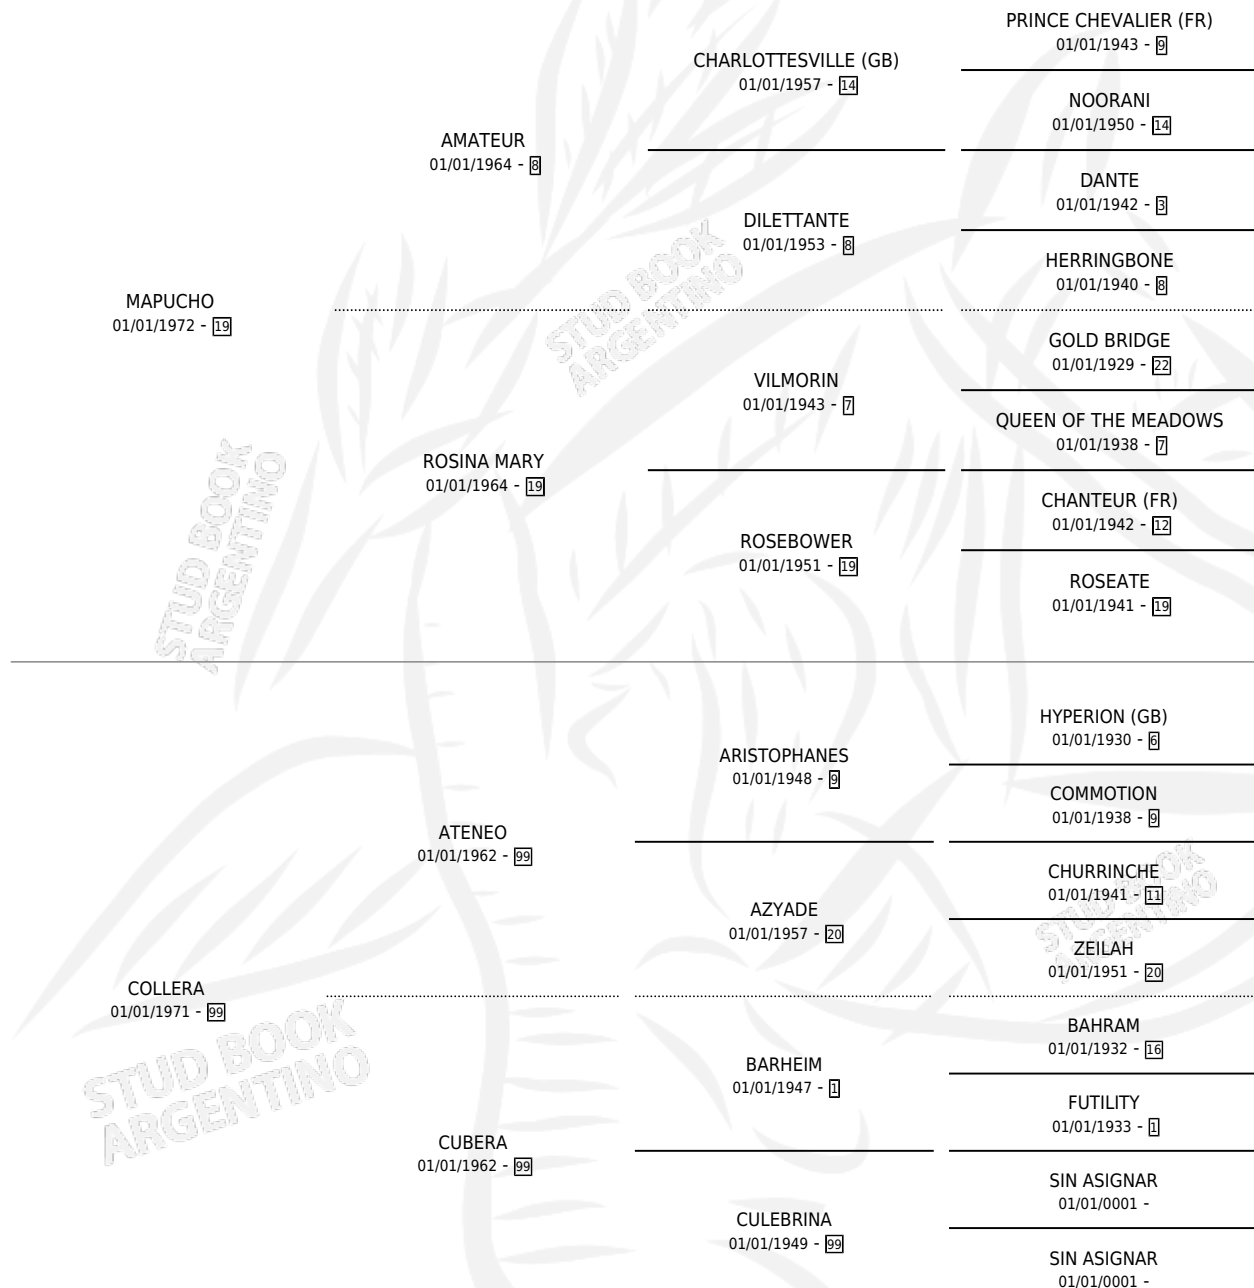 PRINCE CHEVALIER (FR)
01/01/1943 - 9
CHARLOTTESVILLE (GB)
01/01/1957 - 14
NOORANI
01/01/1950 - 14
AMATEUR
01/01/1964 - 8
DANTE
01/01/1942 - 3
DILETTANTE
01/01/1953 - 8
HERRINGBONE
01/01/1940 - 8
MAPUCHO
01/01/1972 - 19
GOLD BRIDGE
01/01/1929 - 22
VILMORIN
01/01/1943 - 7
QUEEN OF THE MEADOWS
01/01/1938 - 7
ROSINA MARY
01/01/1964 - 19
CHANTEUR (FR)
01/01/1942 - 12
ROSEBOWER
01/01/1951 - 19
ROSEATE
01/01/1941 - 19
STUD BOOK
ARGENTINO
STUD BOOK
ARGENTINO
HYPERION (GB)
01/01/1930 - 6
ARISTOPHANES
01/01/1948 - 9
COMMOTION
01/01/1938 - 9
ATENEO
01/01/1962 - 99
CHURRINCHE
01/01/1941 - 11
AZYADE
01/01/1957 - 20
ZEILAH
01/01/1951 - 20
STUD BOOK
ARGENTINO
COLLERA
01/01/1971 - 99
BAHRAM
01/01/1932 - 16
BARHEIM
01/01/1947 - 1
FUTILITY
01/01/1933 - 1
STUD BOOK
ARGENTINO
CUBERA
01/01/1962 - 99
SIN ASIGNAR
01/01/0001 -
CULEBRINA
01/01/1949 - 99
SIN ASIGNAR
01/01/0001 -